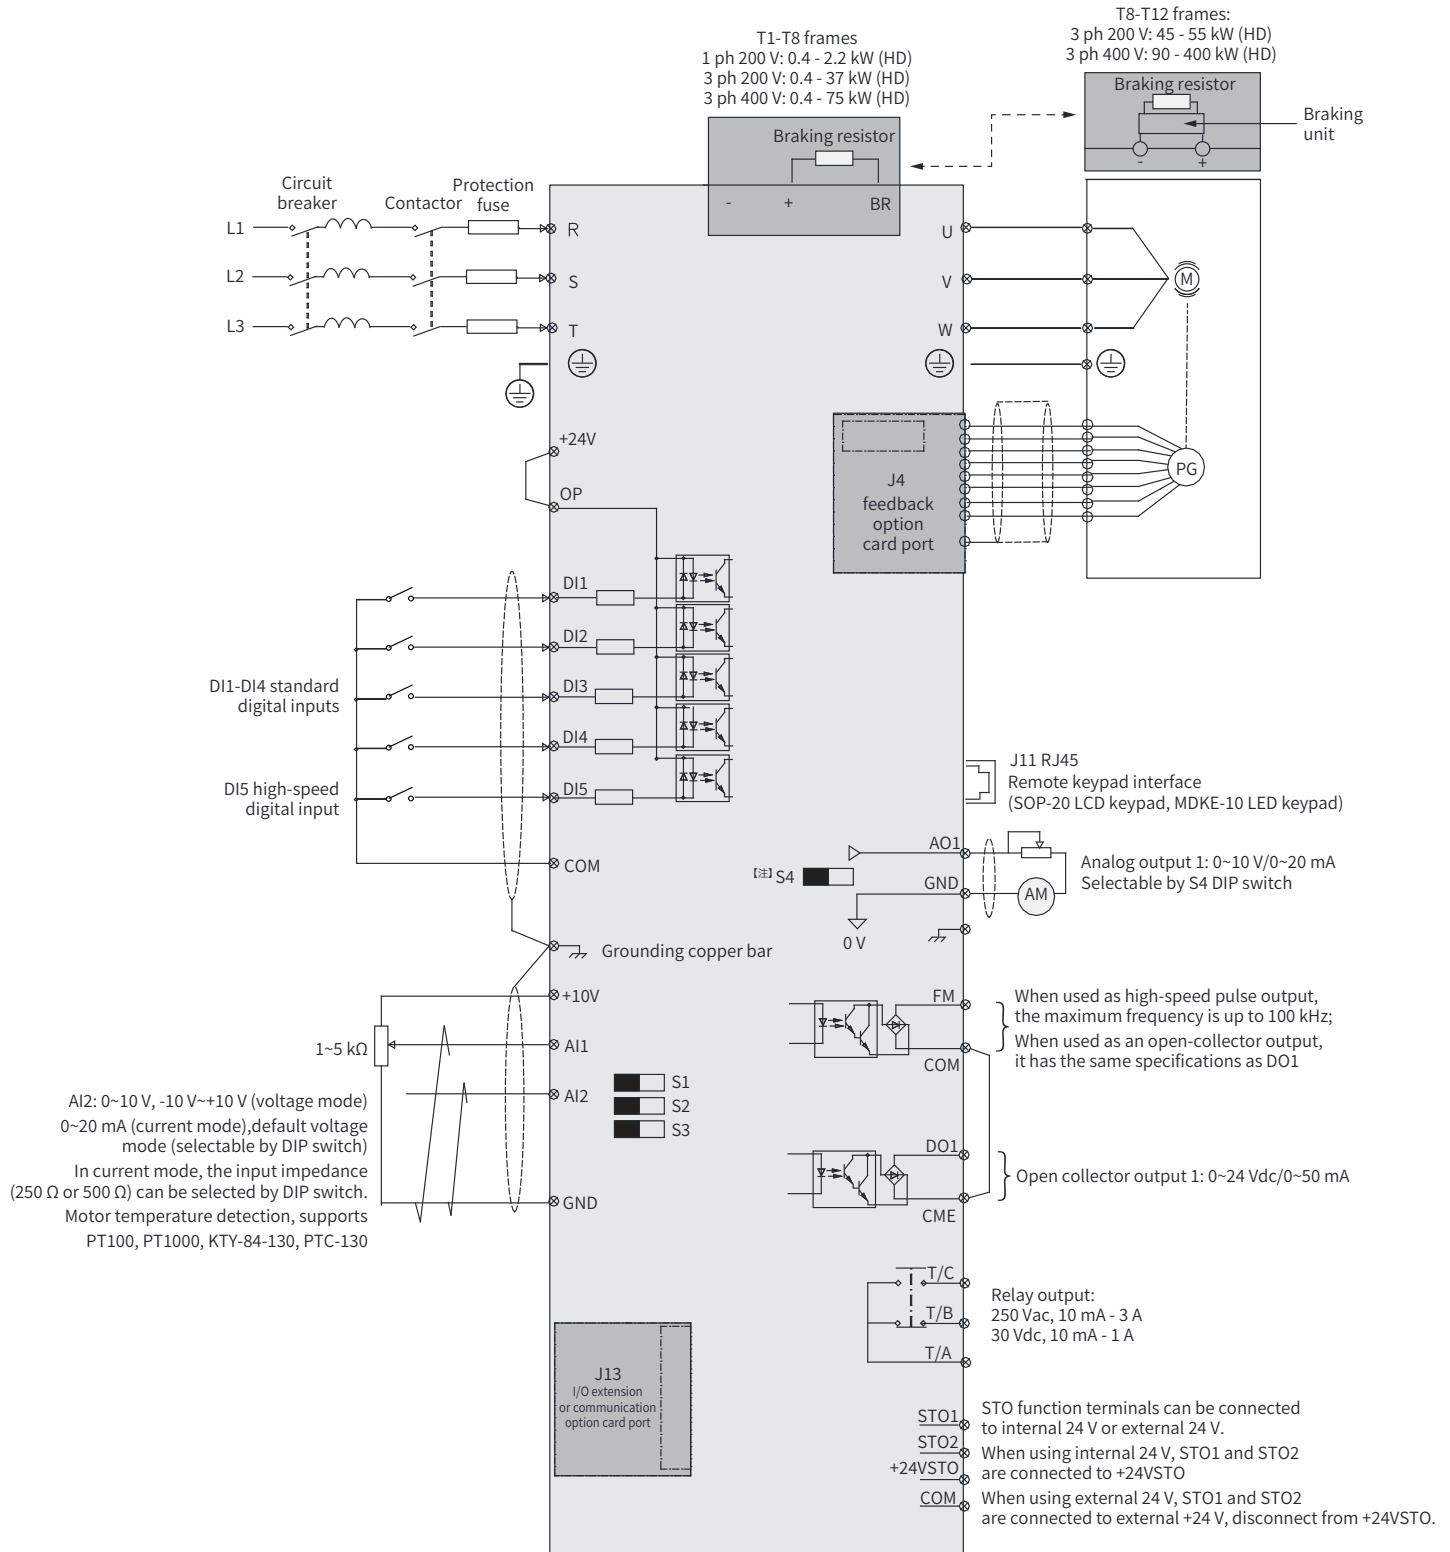 T1-T8 frames
1 ph 200 V: 0.4 - 2.2 kW (HD)
3 ph 200 V: 0.4 - 37 kW (HD)
3 ph 400 V: 0.4 - 75 kW (HD)
T8-T12 frames:
3 ph 200 V: 45 - 55 kW (HD)
3 ph 400 V: 90 - 400 kW (HD)
Braking resistor
Braking
unit
- +
Braking resistor
- + BR
Circuit
breaker
Contactor
Protection
fuse
L1
L2
L3
R
S
T
U
V
W
M
PG
J4
feedback
option
card port
+24V
OP
DI1
DI2
DI3
DI4
DI5
COM
DI1-DI4 standard
digital inputs
DI5 high-speed
digital input
J11 RJ45
Remote keypad interface
(SOP-20 LCD keypad, MDKE-10 LED keypad)
AO1
【注】S4
GND
0 V
AM
Analog output 1: 0~10 V/0~20 mA
Selectable by S4 DIP switch
Grounding copper bar
+10V
AI1
AI2
GND
1~5 kΩ
S1
S2
S3
AI2: 0~10 V, -10 V~+10 V (voltage mode)
0~20 mA (current mode),default voltage
mode (selectable by DIP switch)
In current mode, the input impedance
(250 Ω or 500 Ω) can be selected by DIP switch.
Motor temperature detection, supports
PT100, PT1000, KTY-84-130, PTC-130
FM
COM
When used as high-speed pulse output,
the maximum frequency is up to 100 kHz;
When used as an open-collector output,
it has the same specifications as DO1
DO1
CME
Open collector output 1: 0~24 Vdc/0~50 mA
T/C
T/B
T/A
Relay output:
250 Vac, 10 mA - 3 A
30 Vdc, 10 mA - 1 A
J13
I/O extension
or communication
option card port
STO1
STO2
+24VSTO
COM
STO function terminals can be connected
to internal 24 V or external 24 V.
When using internal 24 V, STO1 and STO2
are connected to +24VSTO
When using external 24 V, STO1 and STO2
are connected to external +24 V, disconnect from +24VSTO.